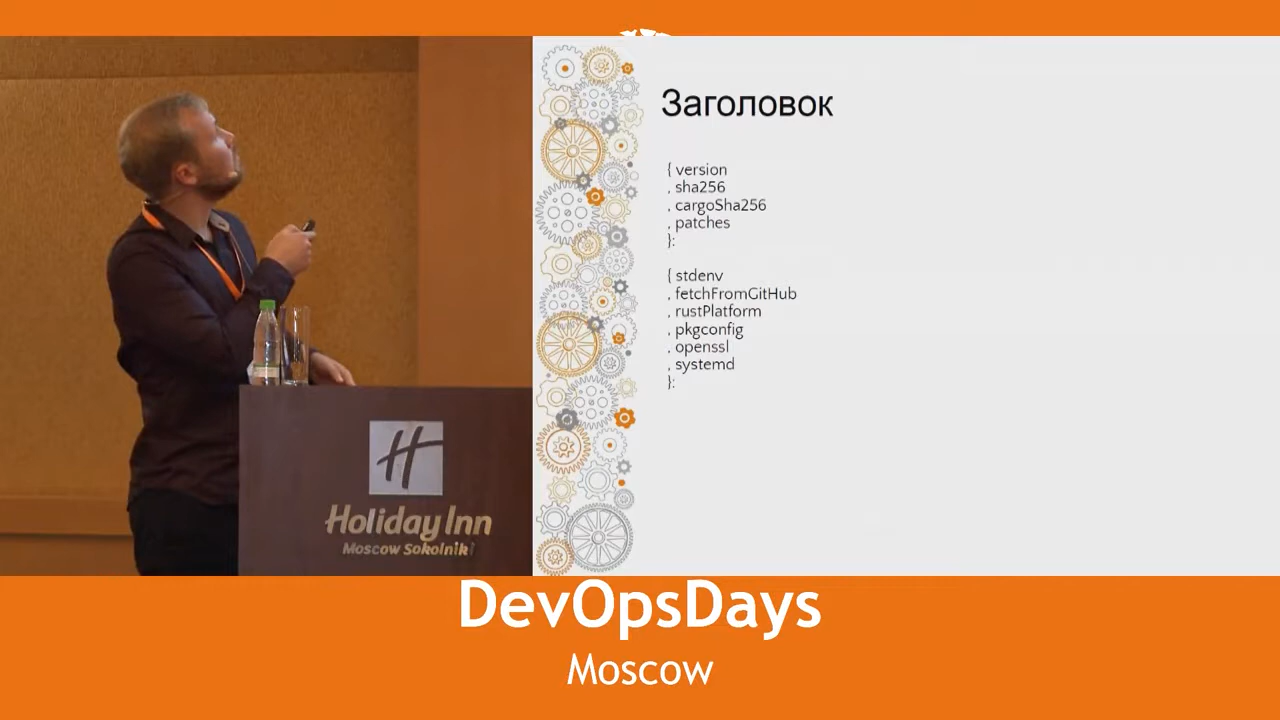 Заголовок
{ version
, sha256
, cargoSha256
, patches
}:
{ stdenv
, fetchFromGitHub
, rustPlatform
, pkgconfig
, openssl
, systemd
}:
H
Holiday Inn
Moscow Sokolniki
DevOpsDays
Moscow